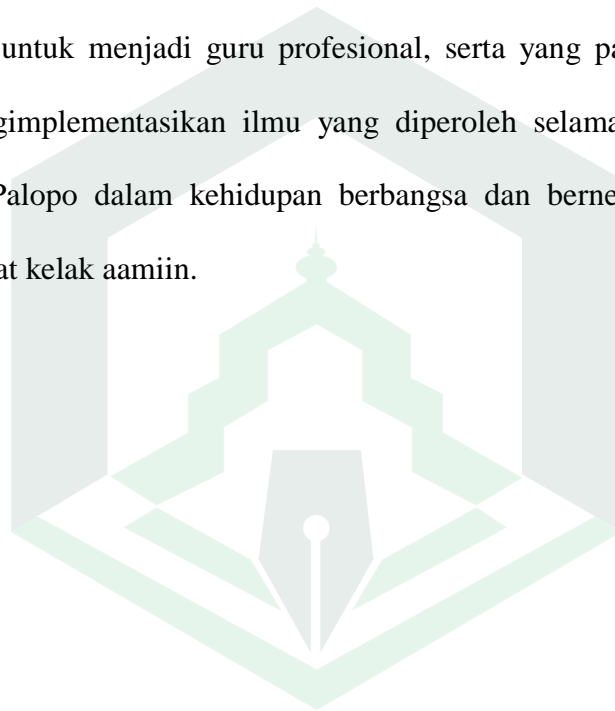 untuk menjadi guru profesional, serta yang pa
gimplementasikan ilmu yang diperoleh selama
Palopo dalam kehidupan berbangsa dan berne
at kelak aamiin.